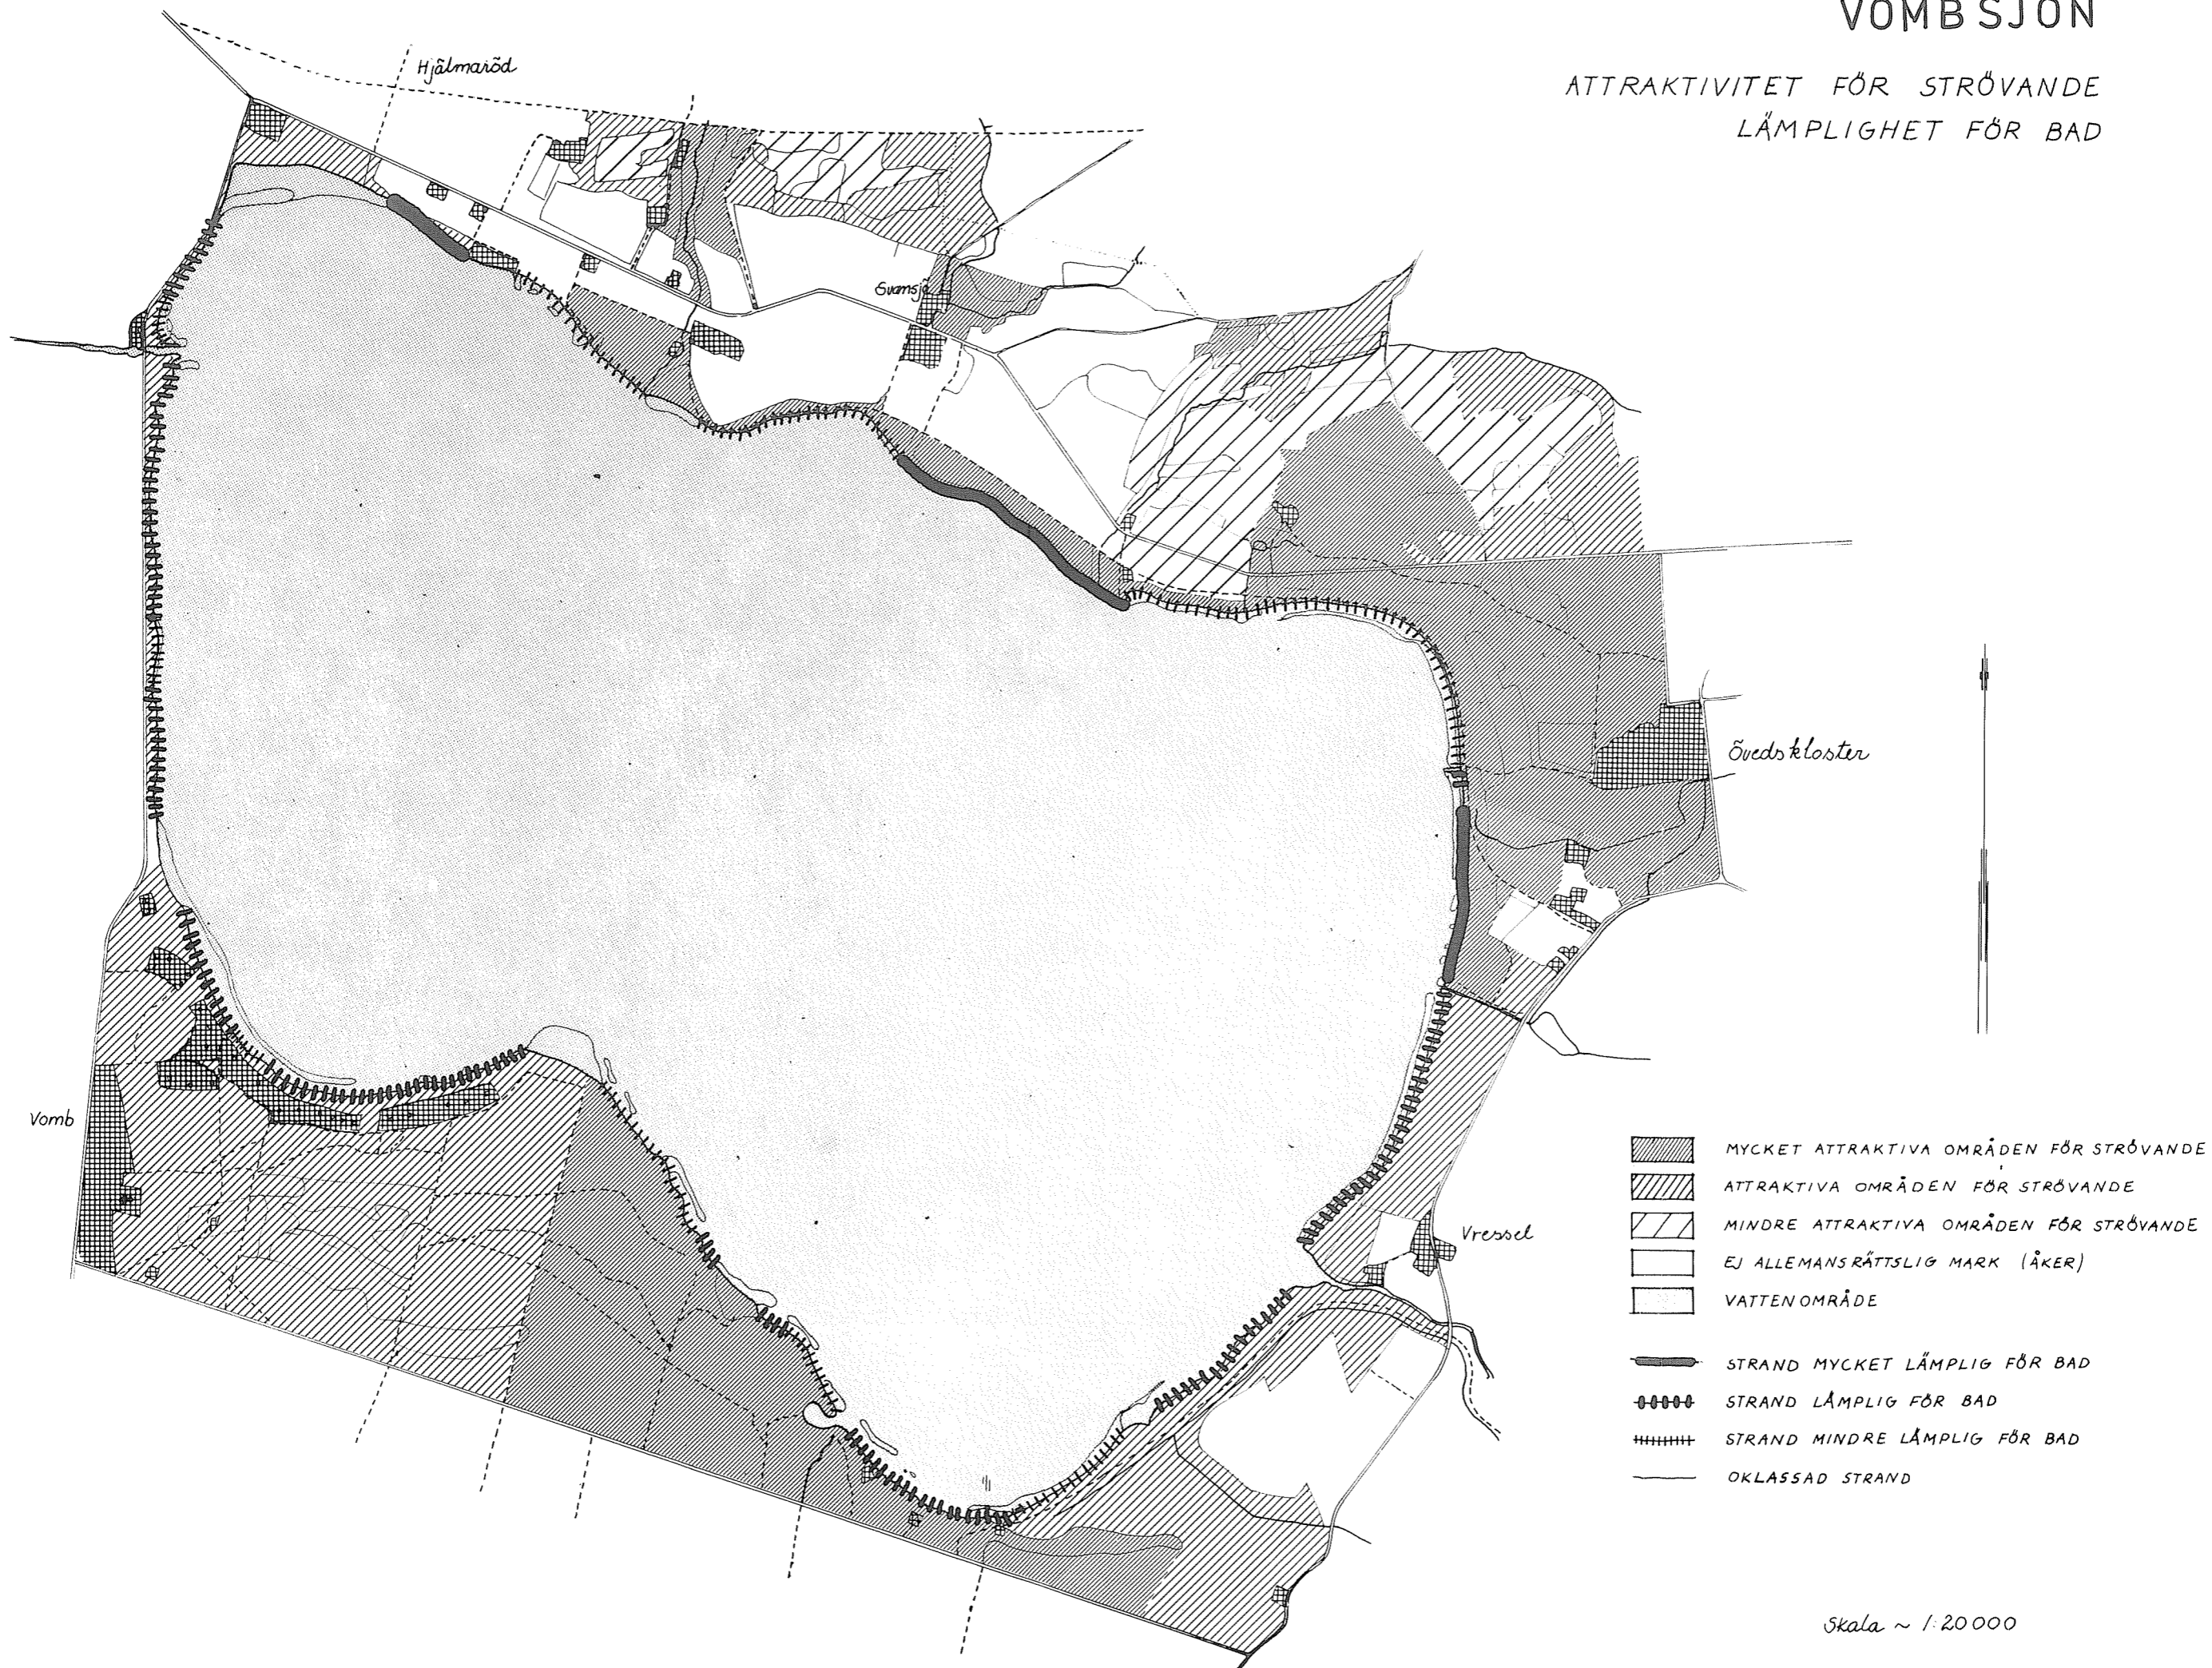 VOMBSJÖN
ATTRAKTIVITET FÖR STRÖVANDE
LÄMPLIGHET FÖR BAD
Hjälmaröd
Svansjö
Övedskloster
Vomb
Vressel
MYCKET ATTRAKTIVA OMRÅDEN FÖR STRÖVANDE
ATTRAKTIVA OMRÅDEN FÖR STRÖVANDE
MINDRE ATTRAKTIVA OMRÅDEN FÖR STRÖVANDE
EJ ALLEMANSRÄTTSLIG MARK (ÅKER)
VATTENOMRÅDE
STRAND MYCKET LÄMPLIG FÖR BAD
STRAND LÄMPLIG FÖR BAD
STRAND MINDRE LÄMPLIG FÖR BAD
OKLASSAD STRAND
Skala ~ 1:20000